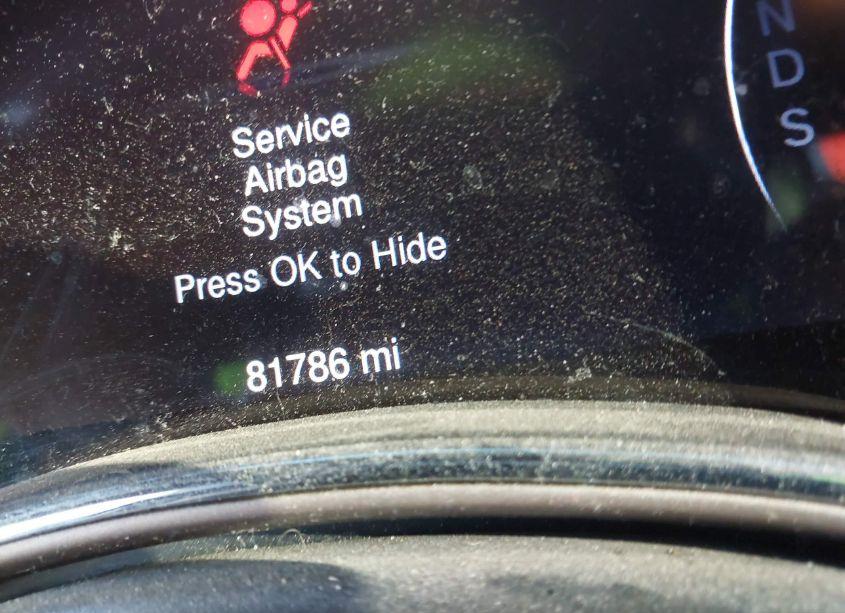 N
D
S
Service
Airbag
System
Press OK to Hide
81786 mi